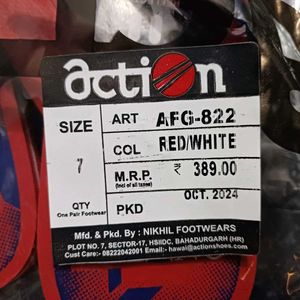 action
SIZE
7
ART AFG-822
COL RED/WHITE
M.R.P. ₹ 389.00
(Incl of all taxes)
QTY
One Pair Footwear
PKD OCT. 2024
Mfd. & Pkd. By : NIKHIL FOOTWEARS
PLOT NO. 7, SECTOR-17, HSIIDC, BAHADURGARH (HR)
Cust Care:- 08222042001 Email:- hawai@actionshoes.com